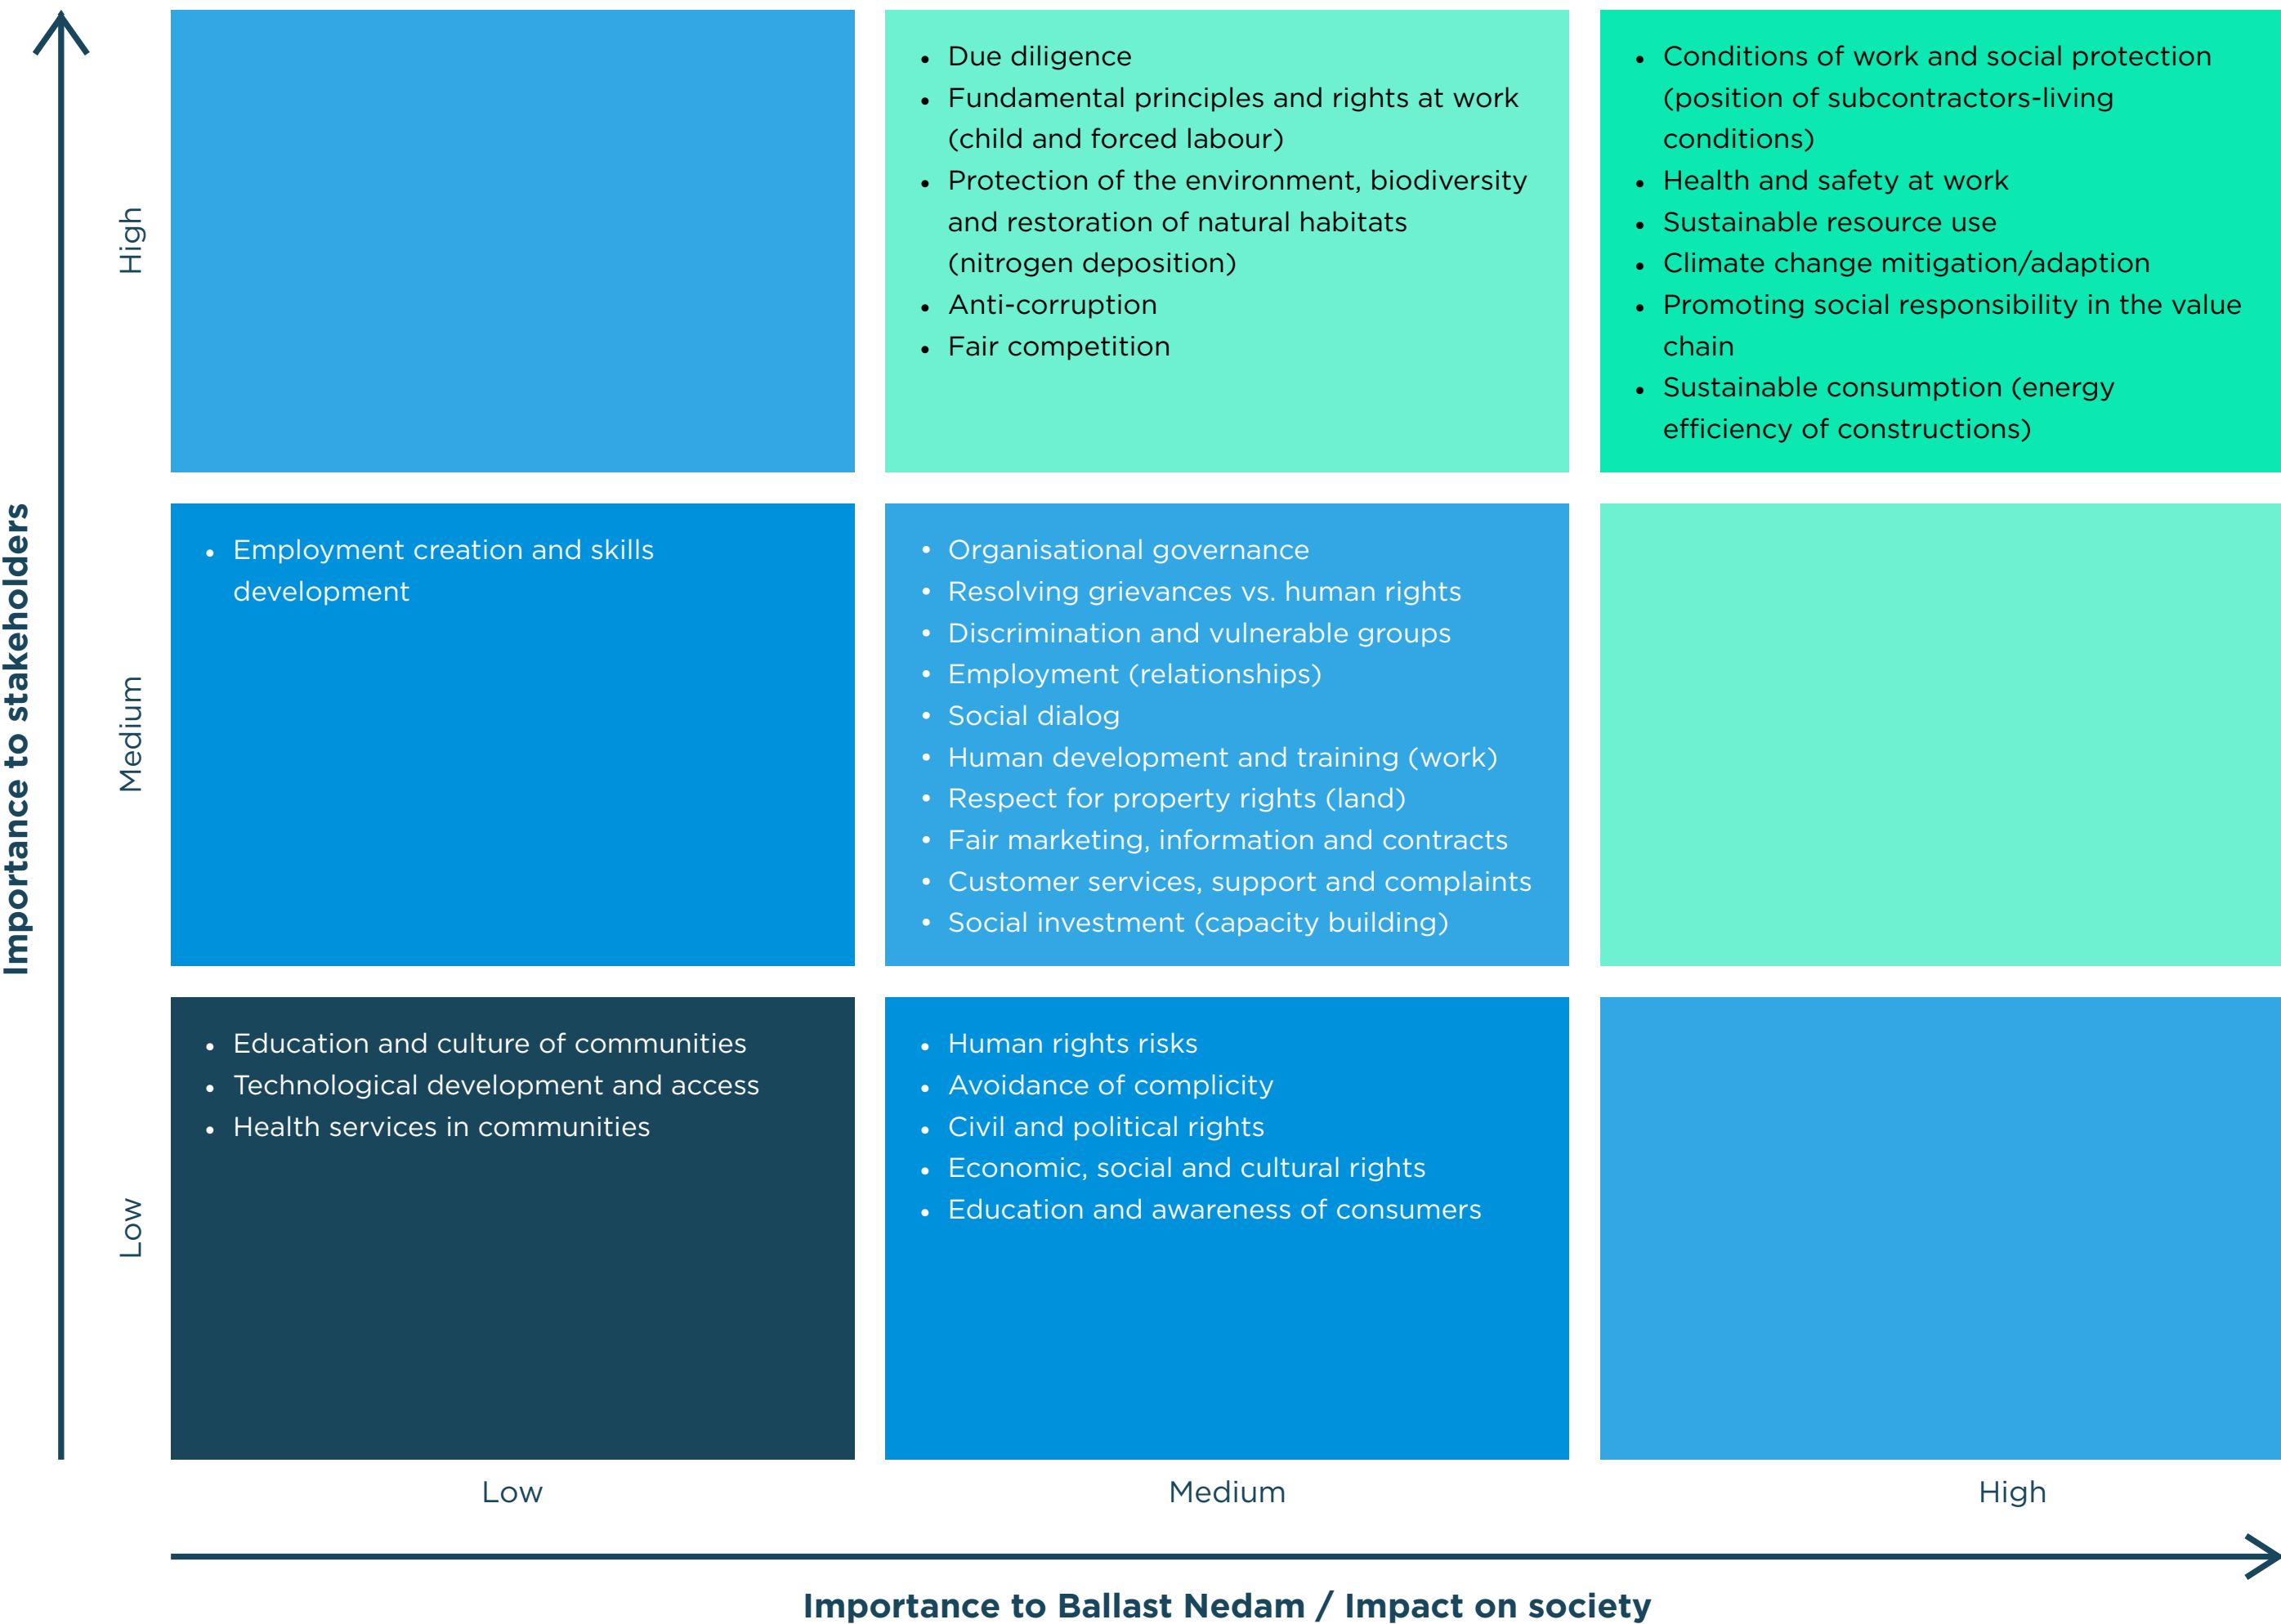 Importance to stakeholders
High
• Due diligence
• Fundamental principles and rights at work
(child and forced labour)
• Protection of the environment, biodiversity
and restoration of natural habitats
(nitrogen deposition)
• Anti-corruption
• Fair competition
• Conditions of work and social protection
(position of subcontractors-living
conditions)
• Health and safety at work
• Sustainable resource use
• Climate change mitigation/adaption
• Promoting social responsibility in the value
chain
• Sustainable consumption (energy
efficiency of constructions)
Medium
• Employment creation and skills
development
• Organisational governance
• Resolving grievances vs. human rights
• Discrimination and vulnerable groups
• Employment (relationships)
• Social dialog
• Human development and training (work)
• Respect for property rights (land)
• Fair marketing, information and contracts
• Customer services, support and complaints
• Social investment (capacity building)
Low
• Education and culture of communities
• Technological development and access
• Health services in communities
• Human rights risks
• Avoidance of complicity
• Civil and political rights
• Economic, social and cultural rights
• Education and awareness of consumers
Low
Medium
High
Importance to Ballast Nedam / Impact on society